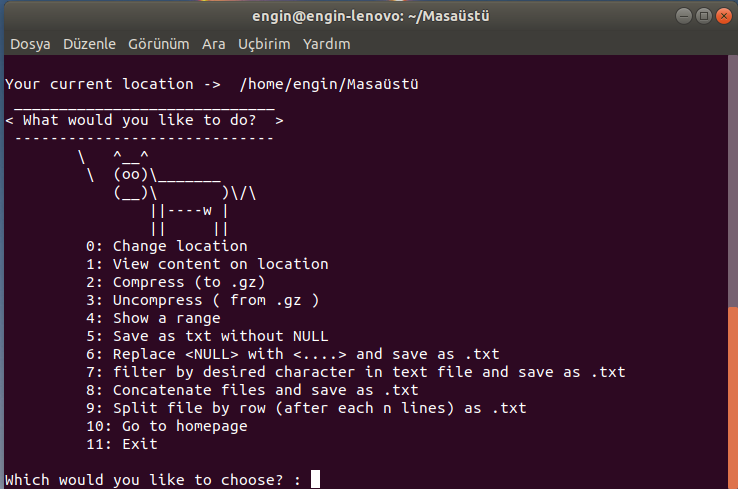 engin@engin-lenovo: ~/Masaüstü
Dosya Düzenle Görünüm Ara Uçbirim Yardım
Your current location ->  /home/engin/Masaüstü
 _____________________________
< What would you like to do?  >
 -----------------------------
        \   ^__^
         \  (oo)\_______
            (__)\       )\/\
                ||----w |
                ||     ||
         0: Change location
         1: View content on location
         2: Compress (to .gz)
         3: Uncompress ( from .gz )
         4: Show a range
         5: Save as txt without NULL
         6: Replace <NULL> with <....> and save as .txt
         7: filter by desired character in text file and save as .txt
         8: Concatenate files and save as .txt
         9: Split file by row (after each n lines) as .txt
         10: Go to homepage
         11: Exit
Which would you like to choose? :